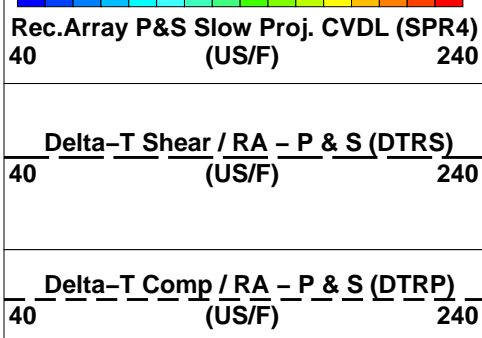 Rec.Array P&S Slow Proj. CVDL (SPR4)
40 (US/F) 240
Delta−T Shear / RA − P & S (DTRS)
40 (US/F) 240
Delta−T Comp / RA − P & S (DTRP)
40 (US/F) 240